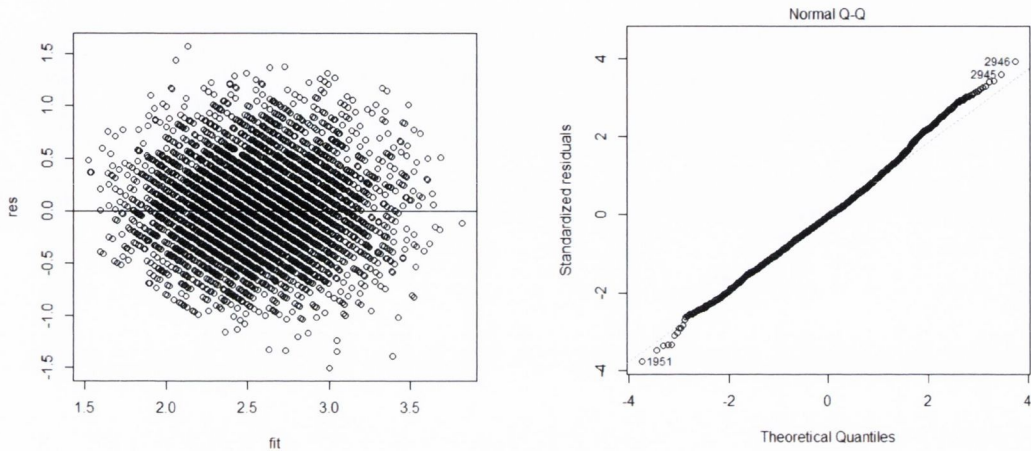 res
1.5
1.0
0.5
0.0
-0.5
-1.0
-1.5
1.5 2.0 2.5 3.0 3.5
fit
Normal Q-Q
Standardized residuals
4
2
0
-2
-4
2946
2945
1951
-4 -2 0 2 4
Theoretical Quantiles